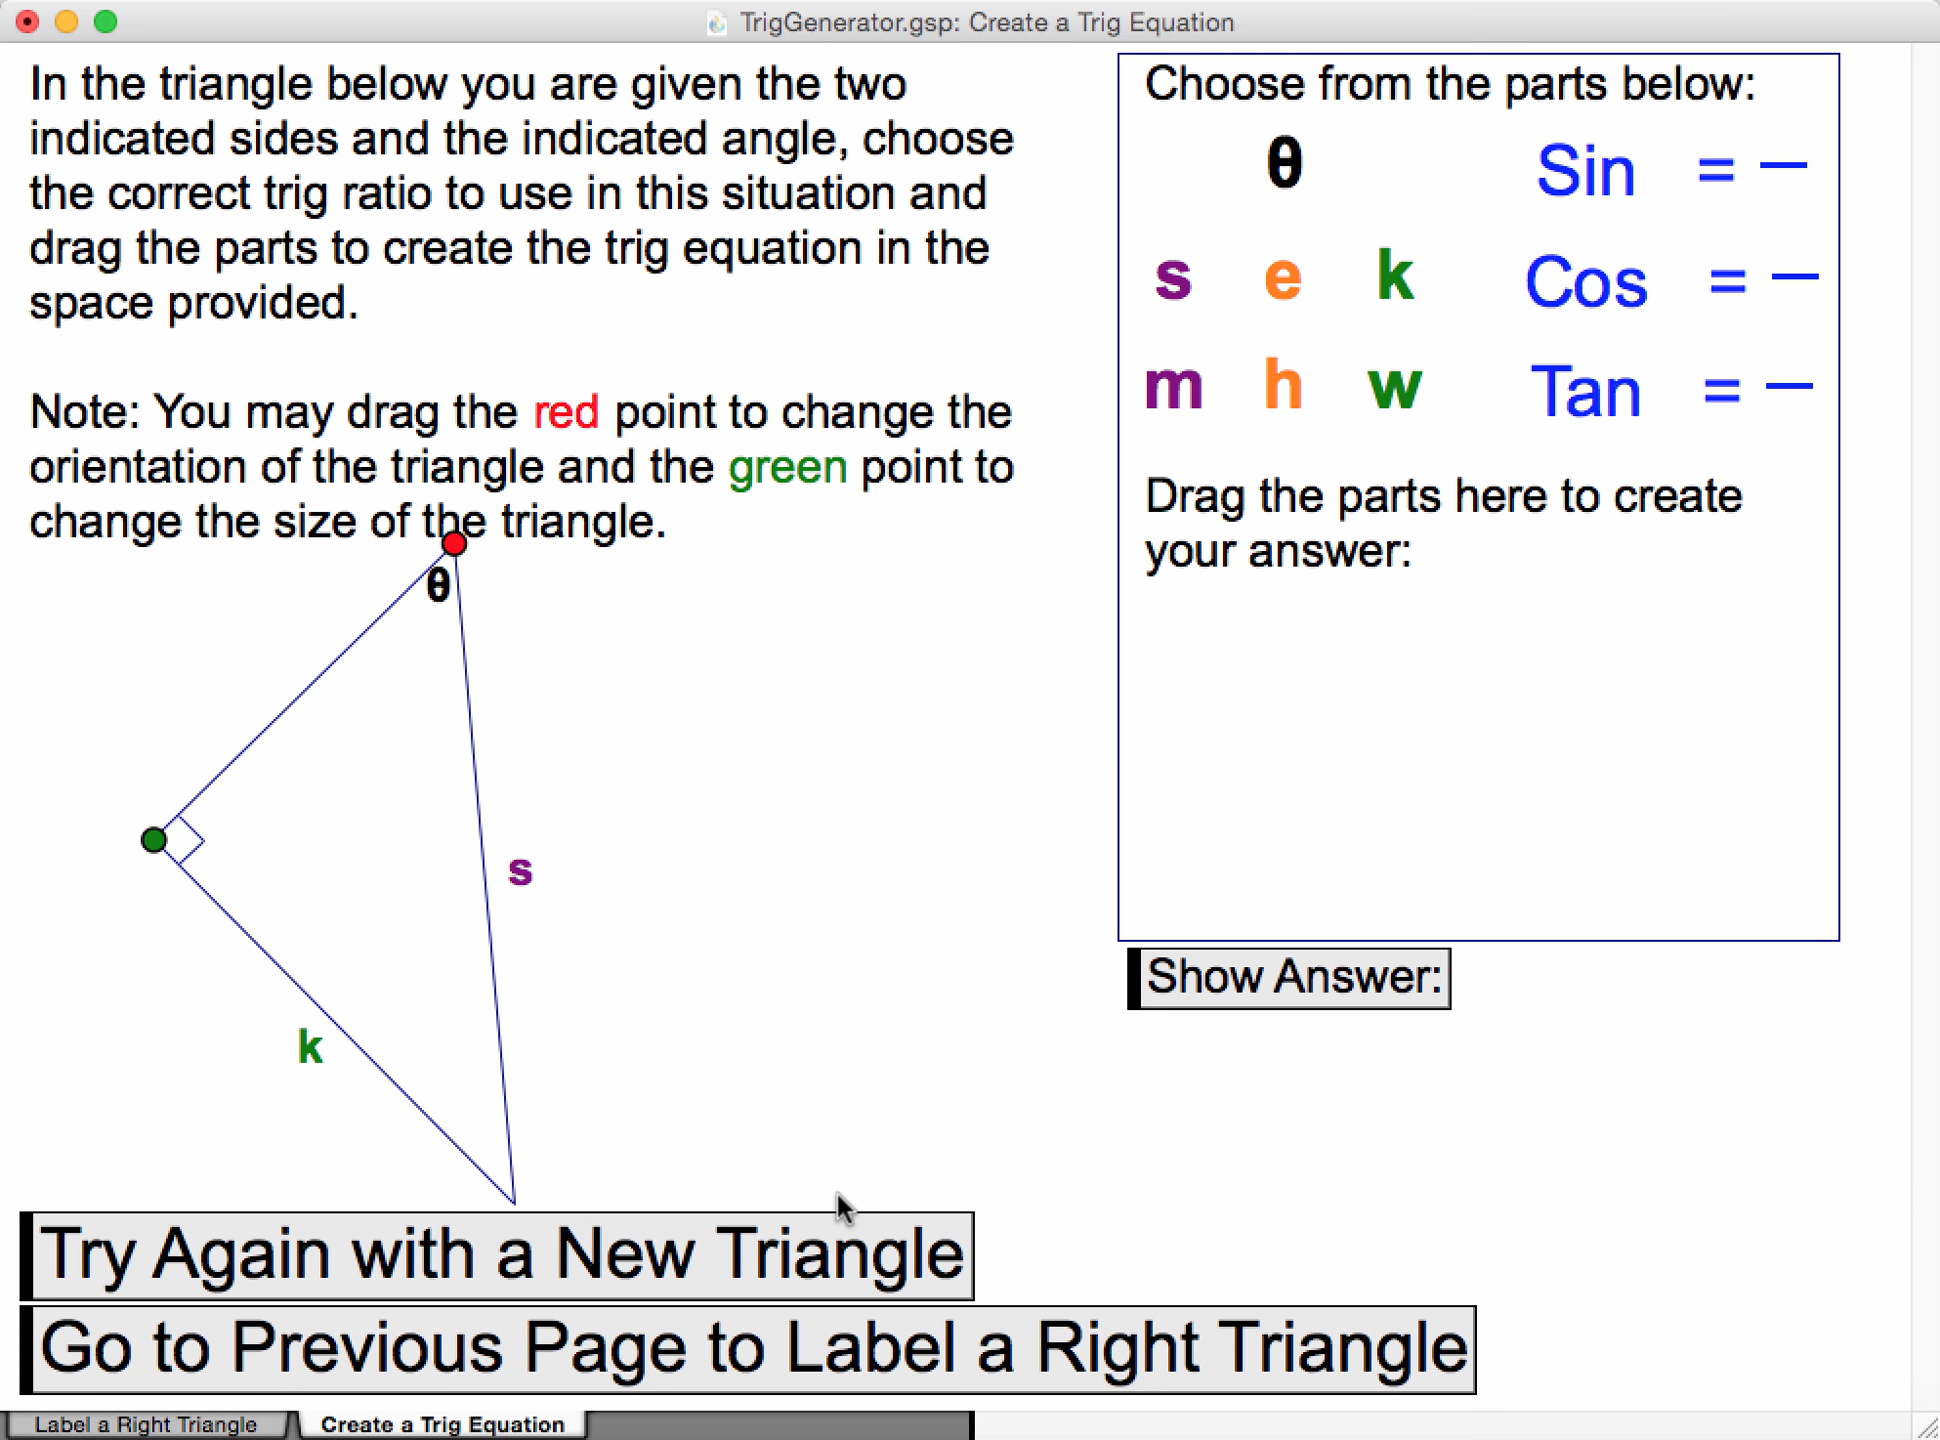 TrigGenerator.gsp: Create a Trig Equation
In the triangle below you are given the two
indicated sides and the indicated angle, choose
the correct trig ratio to use in this situation and
drag the parts to create the trig equation in the
space provided.
Note: You may drag the red point to change the
orientation of the triangle and the green point to
change the size of the triangle.
θ
s
k
Choose from the parts below:
θ Sin = —
s e k Cos = —
m h w Tan = —
Drag the parts here to create
your answer:
Show Answer:
Try Again with a New Triangle
Go to Previous Page to Label a Right Triangle
Label a Right Triangle Create a Trig Equation